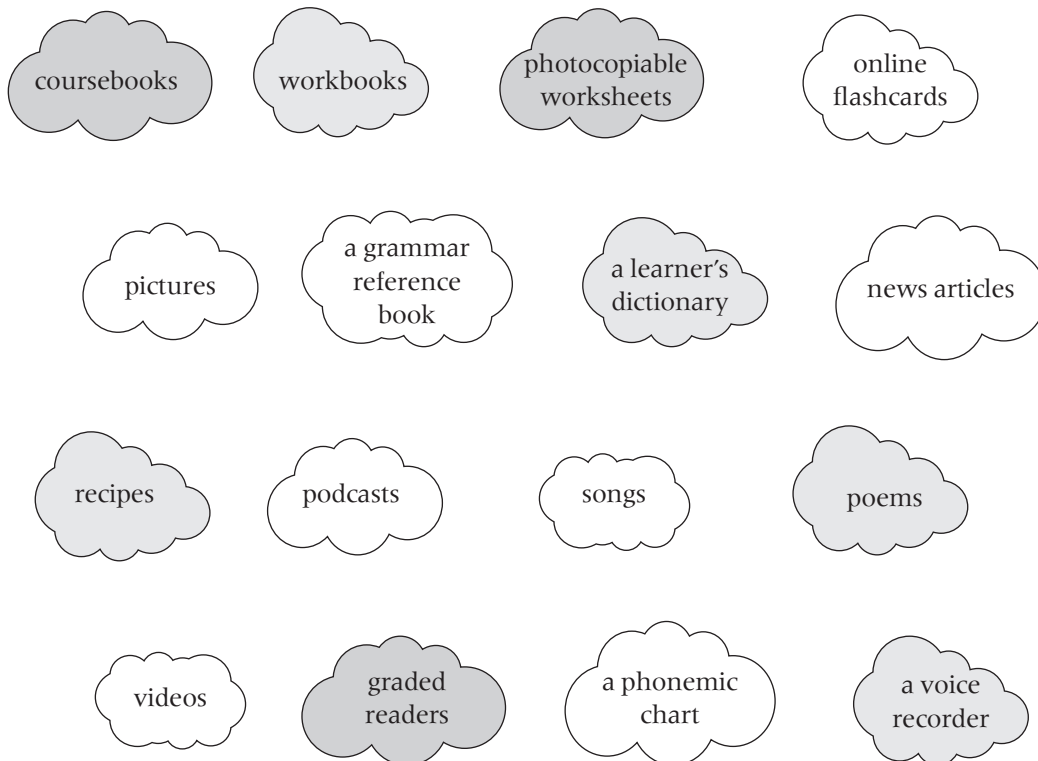 coursebooks
workbooks
photocopiable
worksheets
online
flashcards
pictures
a grammar
reference
book
a learner’s
dictionary
news articles
recipes
podcasts
songs
poems
videos
graded
readers
a phonemic
chart
a voice
recorder